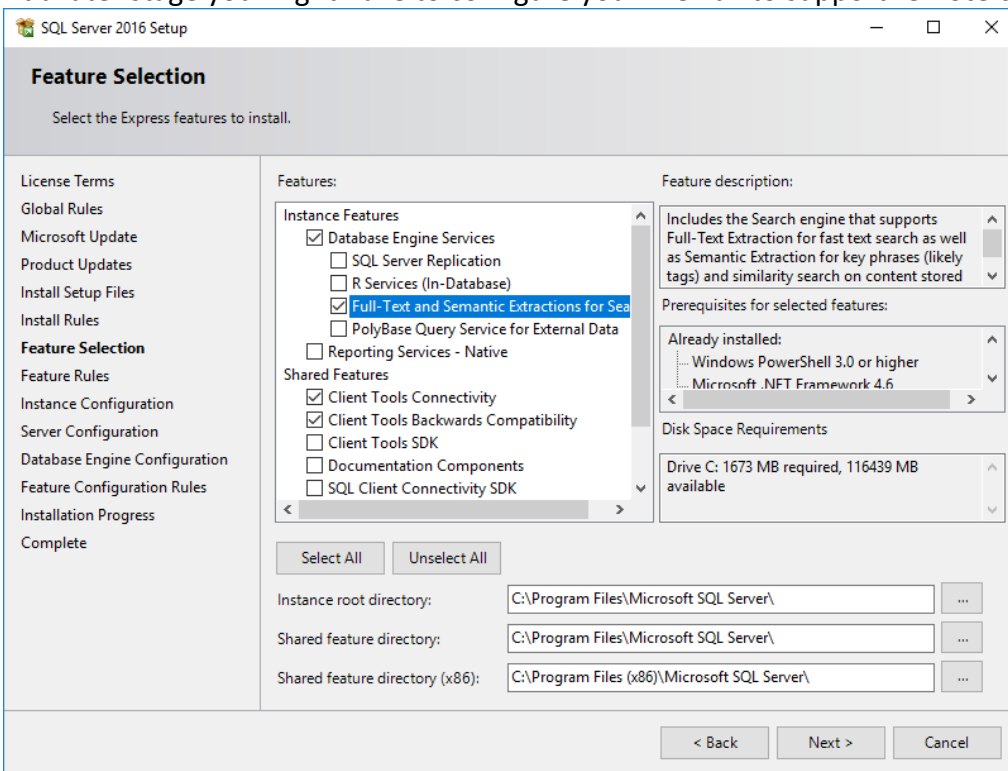 SQL Server 2016 Setup
Feature Selection
Select the Express features to install.
License Terms
Global Rules
Microsoft Update
Product Updates
Install Setup Files
Install Rules
Feature Selection
Feature Rules
Instance Configuration
Server Configuration
Database Engine Configuration
Feature Configuration Rules
Installation Progress
Complete
Features:
Instance Features
Database Engine Services
SQL Server Replication
R Services (In-Database)
Full-Text and Semantic Extractions for Sea
PolyBase Query Service for External Data
Reporting Services - Native
Shared Features
Client Tools Connectivity
Client Tools Backwards Compatibility
Client Tools SDK
Documentation Components
SQL Client Connectivity SDK
Feature description:
Includes the Search engine that supports
Full-Text Extraction for fast text search as well
as Semantic Extraction for key phrases (likely
tags) and similarity search on content stored
Prerequisites for selected features:
Already installed:
Windows PowerShell 3.0 or higher
Microsoft .NET Framework 4.6
Disk Space Requirements
Drive C: 1673 MB required, 116439 MB
available
Select All
Unselect All
Instance root directory:
C:\Program Files\Microsoft SQL Server\
...
Shared feature directory:
C:\Program Files\Microsoft SQL Server\
...
Shared feature directory (x86):
C:\Program Files (x86)\Microsoft SQL Server\
...
< Back
Next >
Cancel